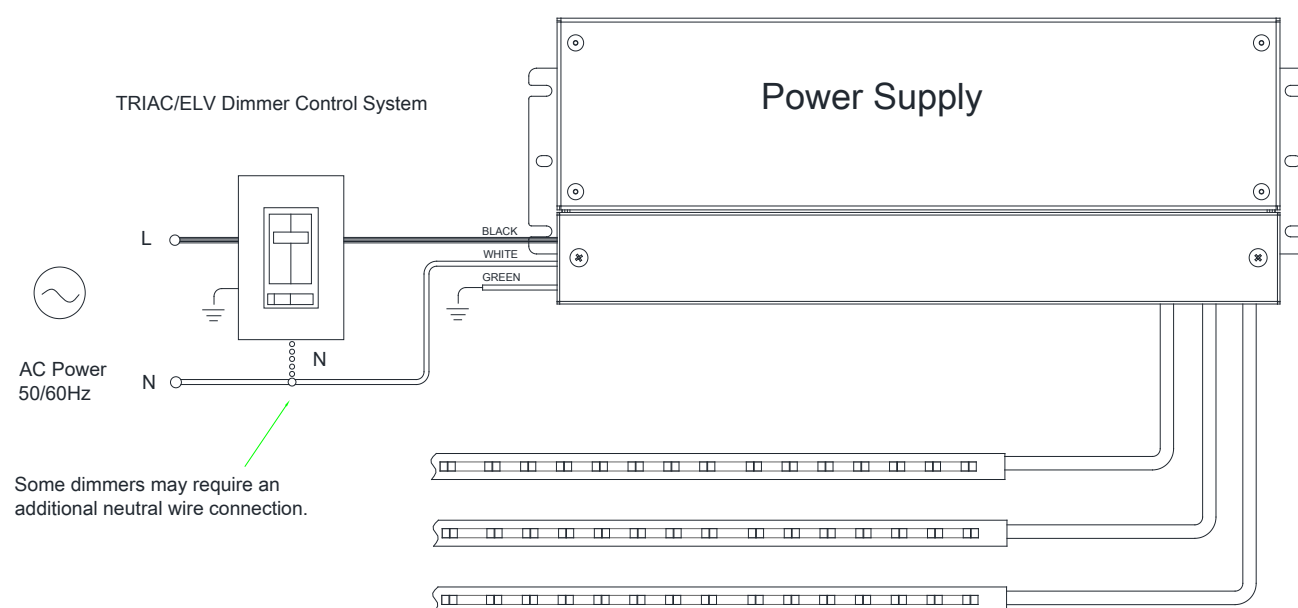 Power Supply
TRIAC/ELV Dimmer Control System
BLACK
L
WHITE
GREEN
N
AC Power
N
50/60Hz
Some dimmers may require an
additional neutral wire connection.